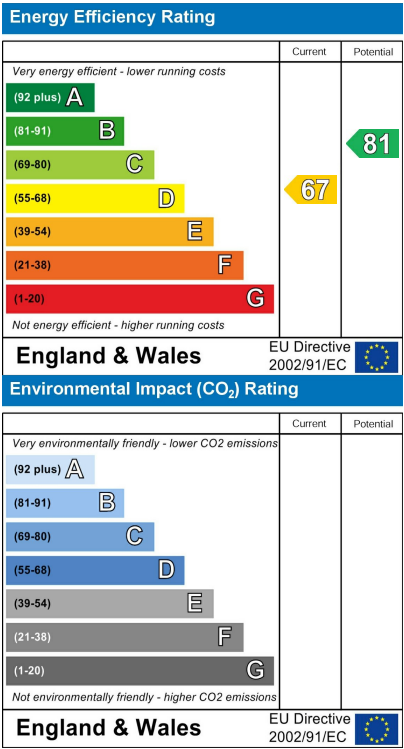 Energy Efficiency Rating
Current Potential
Very energy efficient - lower running costs
(92 plus) A
(81-91) B
81
(69-80) C
(55-68) D
67
(39-54) E
(21-38) F
(1-20) G
Not energy efficient - higher running costs
England & Wales
EU Directive
2002/91/EC
Environmental Impact (CO₂) Rating
Current Potential
Very environmentally friendly - lower CO2 emissions
(92 plus) A
(81-91) B
(69-80) C
(55-68) D
(39-54) E
(21-38) F
(1-20) G
Not environmentally friendly - higher CO2 emissions
England & Wales
EU Directive
2002/91/EC